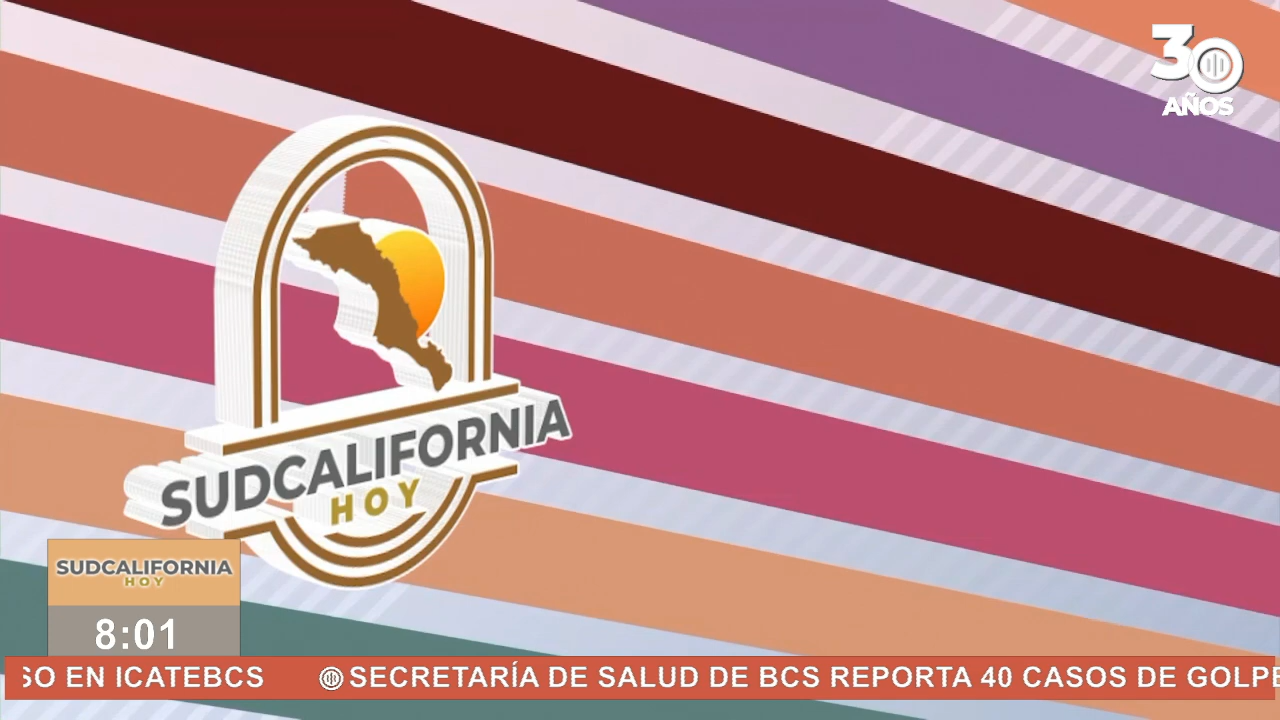 30
AÑOS
SUDCALIFORNIA
HOY
SUDCALIFORNIA
HOY
8:01
EN ICATEBCS
SECRETARÍA DE SALUD DE BCS REPORTA 40 CASOS DE